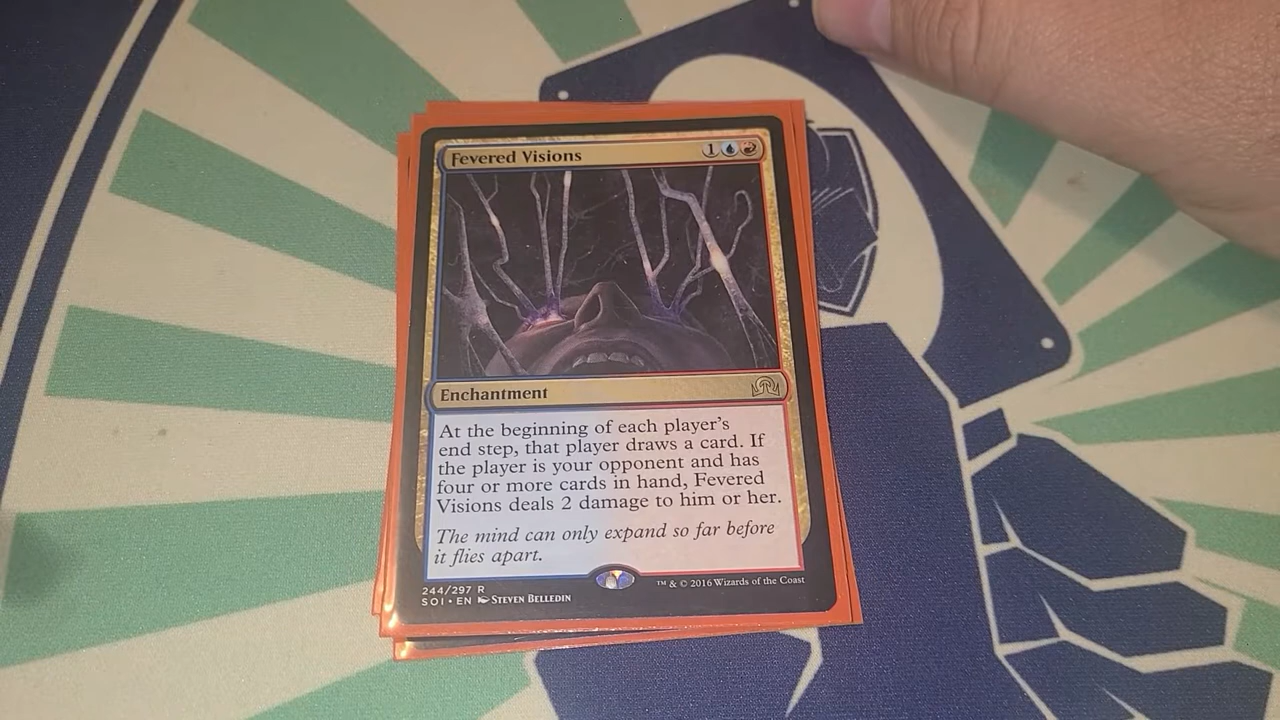 Fevered Visions 1
Enchantment
At the beginning of each player's
end step, that player draws a card. If
the player is your opponent and has
four or more cards in hand, Fevered
Visions deals 2 damage to him or her.
The mind can only expand so far before
it flies apart.
244/297 R
SOI • EN Steven Belledin
™ & © 2016 Wizards of the Coast